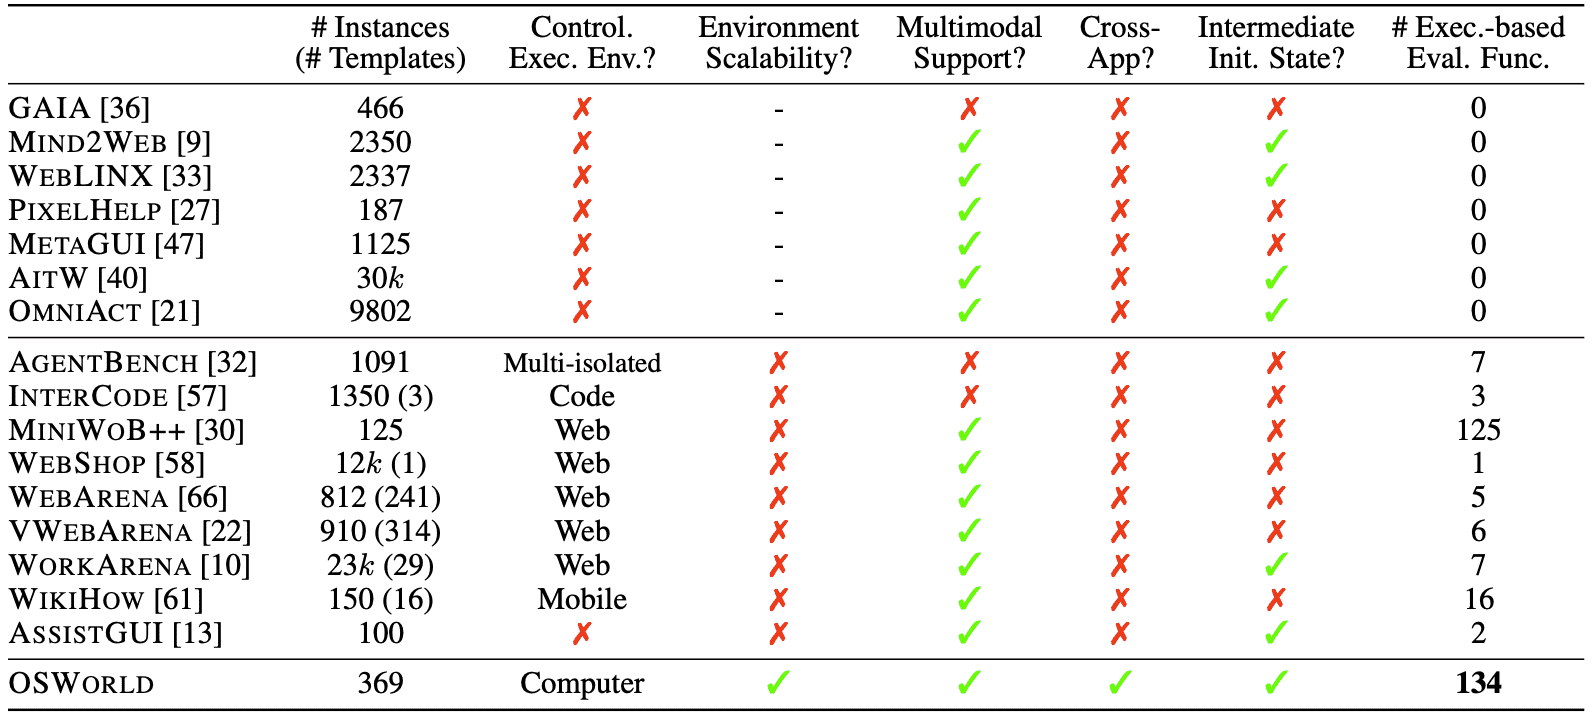 # Instances Control. Environment Multimodal Cross- Intermediate # Exec.-based
(# Templates) Exec. Env.? Scalability? Support? App? Init. State? Eval. Func.
GAIA [36] 466 ✗ - ✗ ✗ ✗ 0
MIND2WEB [9] 2350 ✗ - ✓ ✗ ✓ 0
WEBLINX [33] 2337 ✗ - ✓ ✗ ✓ 0
PIXELHELP [27] 187 ✗ - ✓ ✗ ✗ 0
METAGUI [47] 1125 ✗ - ✓ ✗ ✗ 0
AITW [40] 30k ✗ - ✓ ✗ ✓ 0
OMNIACT [21] 9802 ✗ - ✓ ✗ ✓ 0
AGENTBENCH [32] 1091 Multi-isolated ✗ ✗ ✗ ✗ 7
INTERCODE [57] 1350 (3) Code ✗ ✗ ✗ ✗ 3
MINIWOB++ [30] 125 Web ✗ ✓ ✗ ✗ 125
WEBSHOP [58] 12k (1) Web ✗ ✓ ✗ ✗ 1
WEBARENA [66] 812 (241) Web ✗ ✓ ✗ ✗ 5
VWEBARENA [22] 910 (314) Web ✗ ✓ ✗ ✗ 6
WORKARENA [10] 23k (29) Web ✗ ✓ ✗ ✓ 7
WIKIHOW [61] 150 (16) Mobile ✗ ✓ ✗ ✗ 16
ASSISTGUI [13] 100 ✗ ✗ ✓ ✗ ✓ 2
OSWORLD 369 Computer ✓ ✓ ✓ ✓ 134